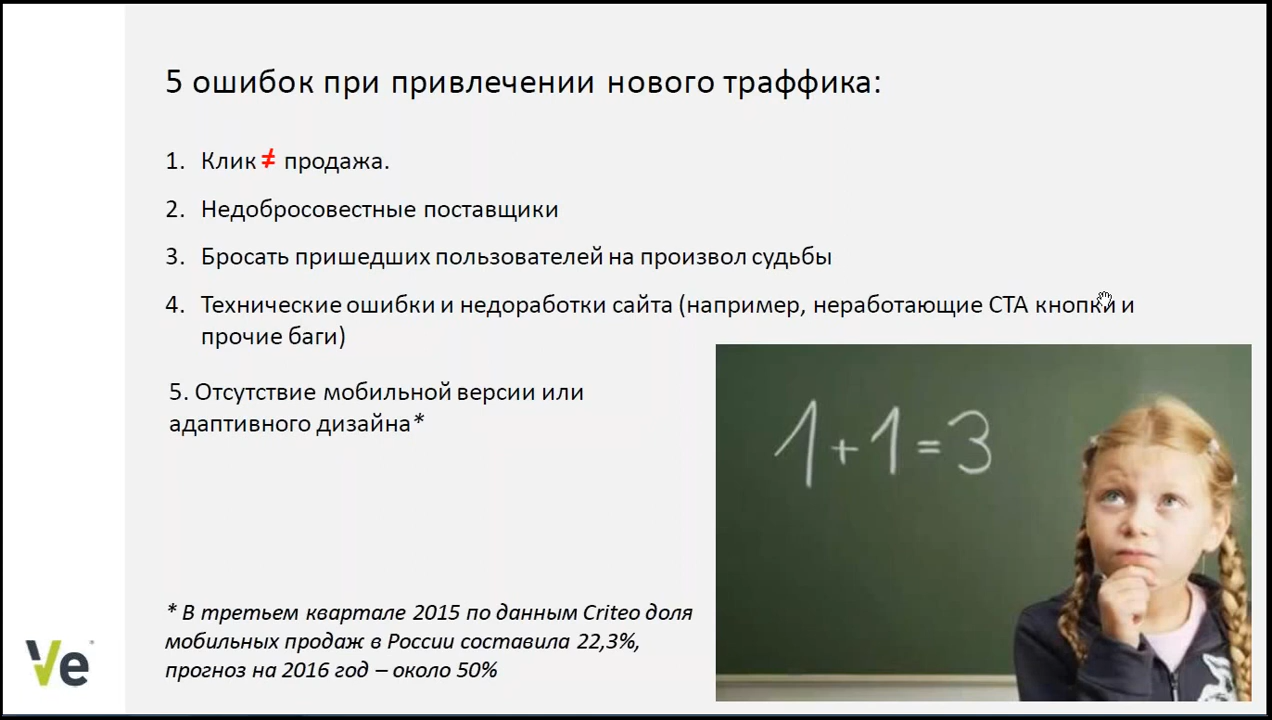 5 ошибок при привлечении нового траффика:
1. Клик ≠ продажа.
2. Недобросовестные поставщики
3. Бросать пришедших пользователей на произвол судьбы
4. Технические ошибки и недоработки сайта (например, неработающие СТА кнопки и
прочие баги)
5. Отсутствие мобильной версии или
адаптивного дизайна*
1+1=3
* В третьем квартале 2015 по данным Criteo доля
мобильных продаж в России составила 22,3%,
прогноз на 2016 год – около 50%
Ve